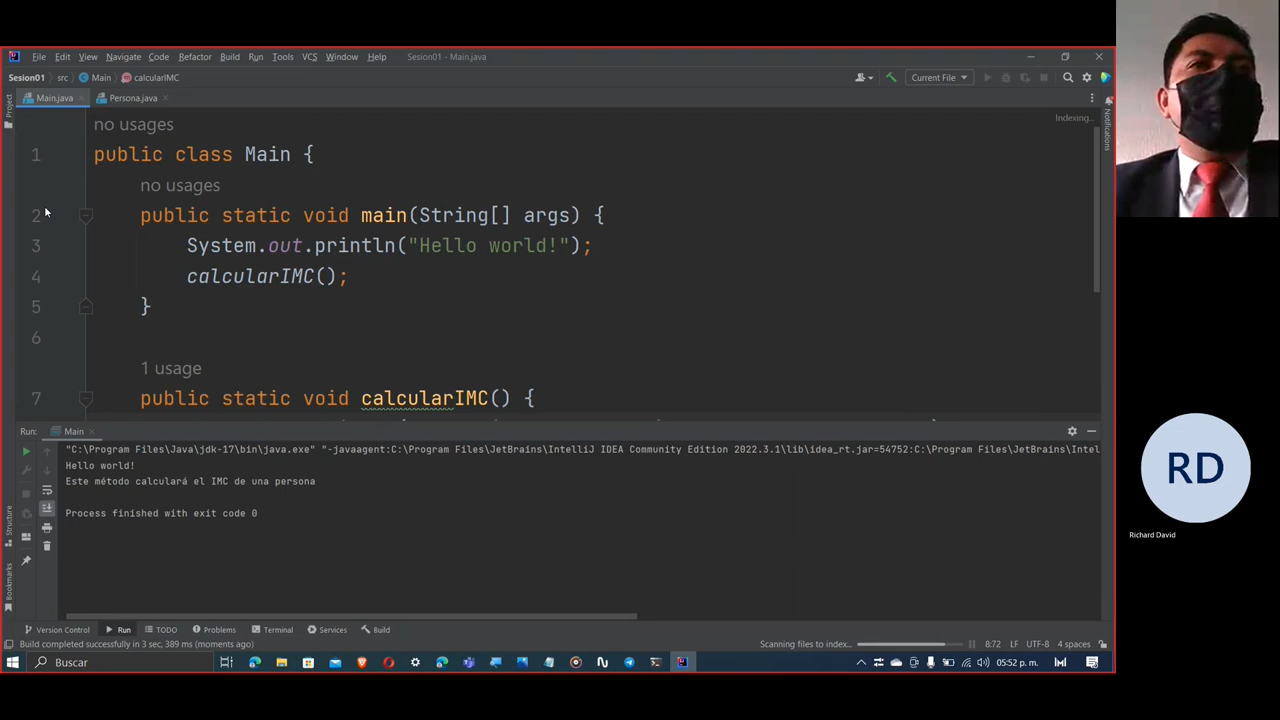 File Edit View Navigate Code Refactor Build Run Tools VCS Window Help Sesion01 - Main.java
Sesion01 src Main calcularIMC Current File
Main.java Persona.java
Project
Notifications
Indexing...
no usages
1 public class Main {
no usages
2 public static void main(String[] args) {
3 System.out.println("Hello world!");
4 calcularIMC();
5 }
6
1 usage
7 public static void calcularIMC() {
Run: Main
"C:\Program Files\Java\jdk-17\bin\java.exe" "-javaagent:C:\Program Files\JetBrains\IntelliJ IDEA Community Edition 2022.3.1\lib\idea_rt.jar=54752:C:\Program Files\JetBrains\Intel
Hello world!
Este método calculará el IMC de una persona
Process finished with exit code 0
Structure
Bookmarks
Version Control Run TODO Problems Terminal Services Build
Build completed successfully in 3 sec, 389 ms (moments ago) Scanning files to index... 8:72 LF UTF-8 4 spaces
Buscar 05:52 p. m.
RD
Richard David